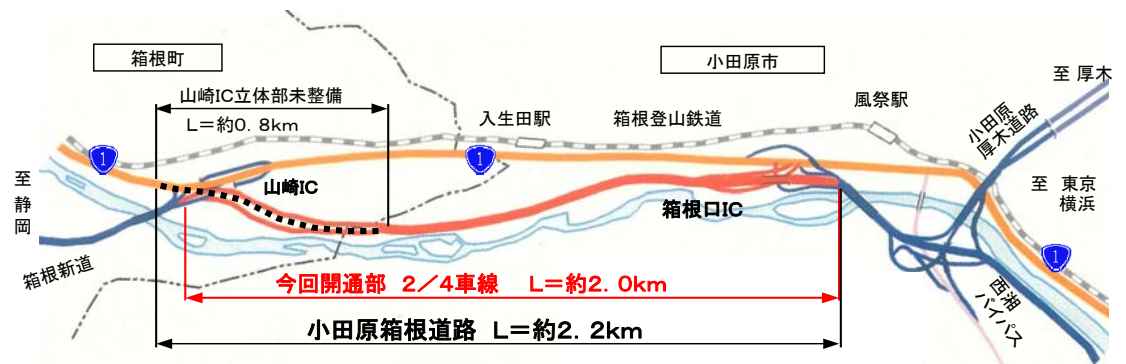 箱根町
小田原市
至 厚木
山崎IC立体部未整備
L=約0.8km
入生田駅
箱根登山鉄道
風祭駅
小田原
厚木道路
1
1
至
静
岡
山崎IC
箱根口IC
至 東京
横浜
1
箱根新道
今回開通部 2/4車線 L=約2.0km
西湘
バイパス
小田原箱根道路 L=約2.2km